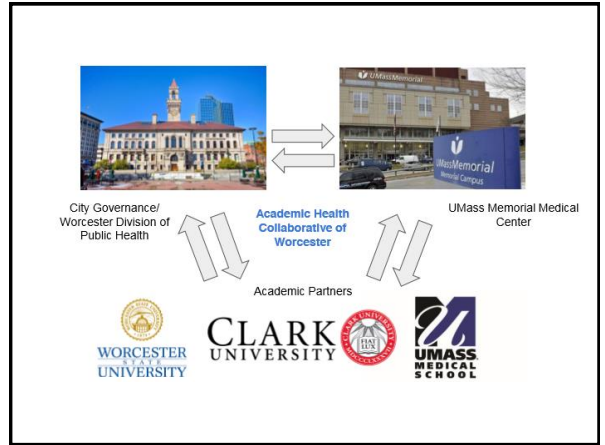 UMassMemorial
UMassMemorial
Memorial Campus
City Governance/
Worcester Division of
Public Health
Academic Health
Collaborative of
Worcester
UMass Memorial Medical
Center
Academic Partners
WORCESTER
STATE
UNIVERSITY
CLARK
UNIVERSITY
CLARK UNIVERSITY
FIAT
LUX
MDCCCLXXXVII
UMASS
MEDICAL
SCHOOL